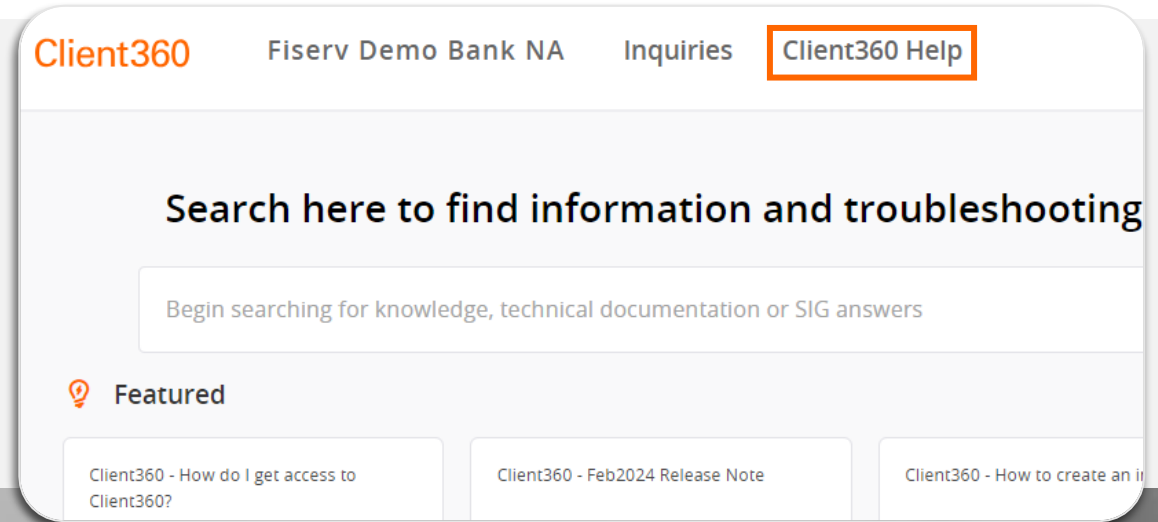 Client360 Fiserv Demo Bank NA Inquiries Client360 Help
Search here to find information and troubleshooting
Begin searching for knowledge, technical documentation or SIG answers
Featured
Client360 - How do I get access to
Client360?
Client360 - Feb2024 Release Note
Client360 - How to create an